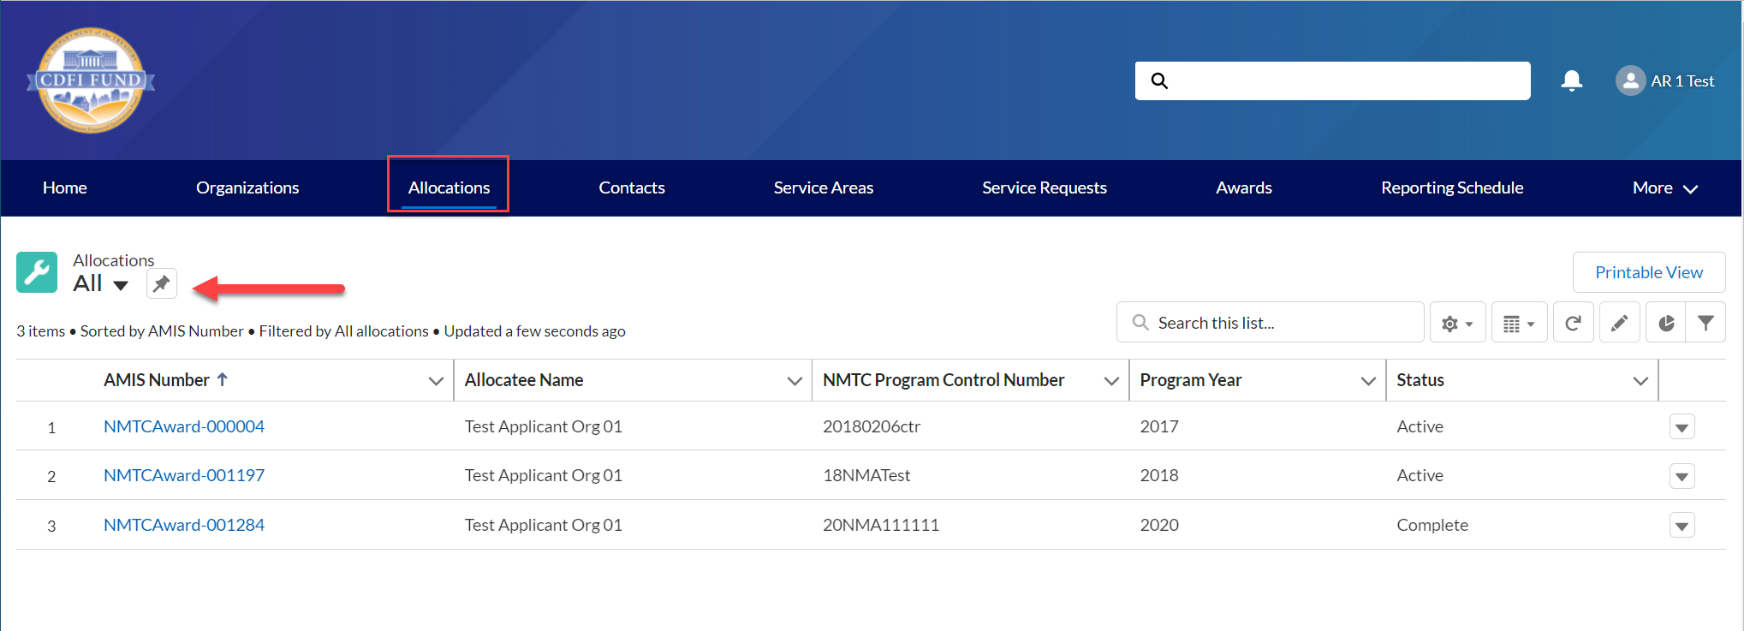 U.S. DEPARTMENT of the TREASURY
CDFI FUND
AR 1 Test
Home Organizations Allocations Contacts Service Areas Service Requests Awards Reporting Schedule More
Allocations
All
Printable View
3 items • Sorted by AMIS Number • Filtered by All allocations • Updated a few seconds ago
Search this list...
AMIS Number Allocatee Name NMTC Program Control Number Program Year Status
1 NMTCAward-000004 Test Applicant Org 01 20180206ctr 2017 Active
2 NMTCAward-001197 Test Applicant Org 01 18NMATest 2018 Active
3 NMTCAward-001284 Test Applicant Org 01 20NMA111111 2020 Complete